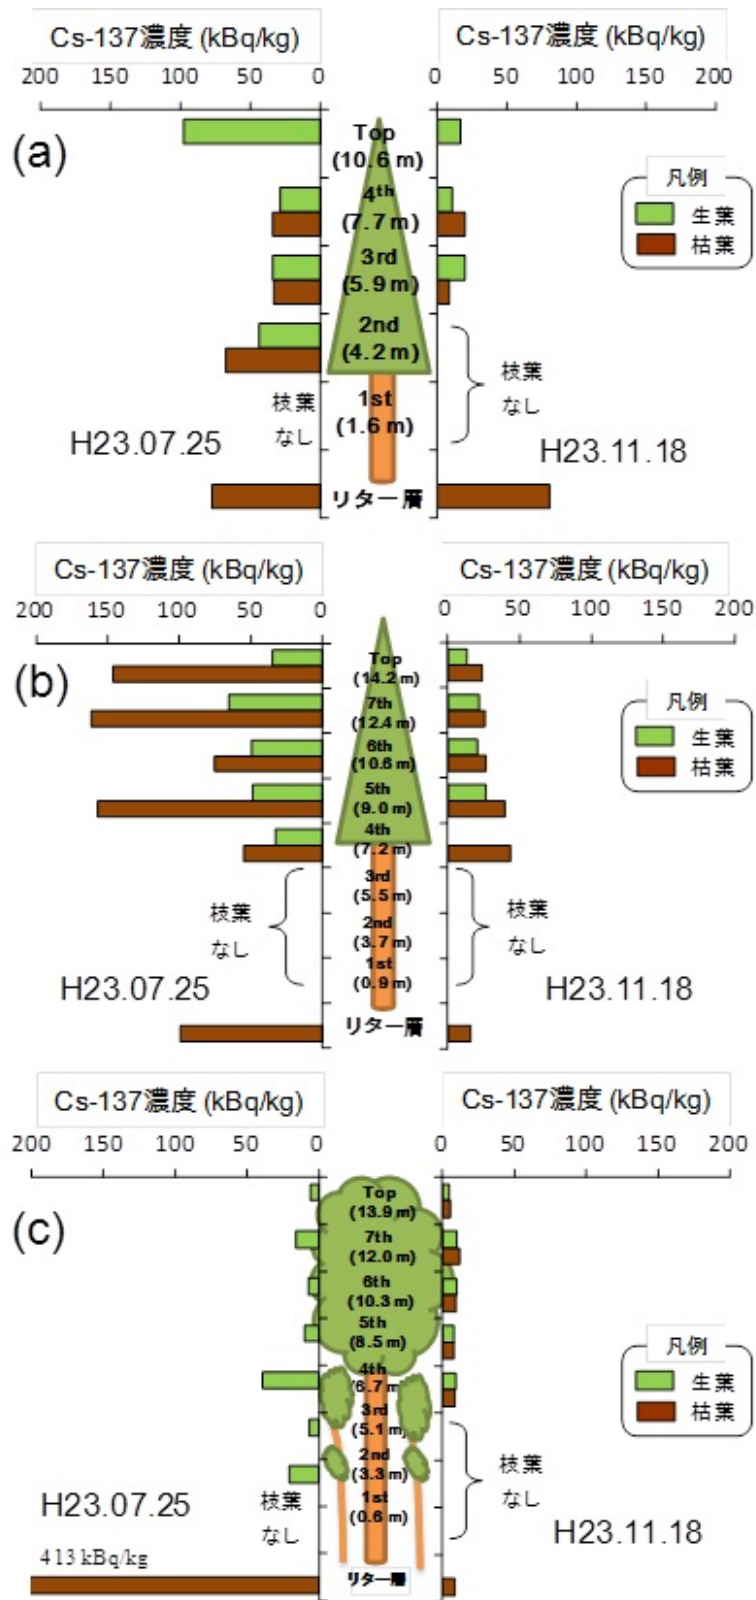 Cs-137濃度 (kBq/kg)
Cs-137濃度 (kBq/kg)
200 150 100 50 0
0 50 100 150 200
(a)
Top
(10.6 m)
4th
(7.7 m)
3rd
(5.9 m)
2nd
(4.2 m)
1st
(1.6 m)
リター層
凡例
生葉
枯葉
枝葉
なし
枝葉
なし
H23.07.25
H23.11.18
Cs-137濃度 (kBq/kg)
Cs-137濃度 (kBq/kg)
200 150 100 50 0
0 50 100 150 200
(b)
Top
(14.2 m)
7th
(12.4 m)
6th
(10.6 m)
5th
(9.0 m)
4th
(7.2 m)
3rd
(5.5 m)
2nd
(3.7 m)
1st
(0.9 m)
リター層
凡例
生葉
枯葉
枝葉
なし
枝葉
なし
H23.07.25
H23.11.18
Cs-137濃度 (kBq/kg)
Cs-137濃度 (kBq/kg)
200 150 100 50 0
0 50 100 150 200
(c)
Top
(13.9 m)
7th
(12.0 m)
6th
(10.3 m)
5th
(8.5 m)
4th
(6.7 m)
3rd
(5.1 m)
2nd
(3.3 m)
1st
(0.6 m)
リター層
凡例
生葉
枯葉
枝葉
なし
枝葉
なし
H23.07.25
H23.11.18
413 kBq/kg